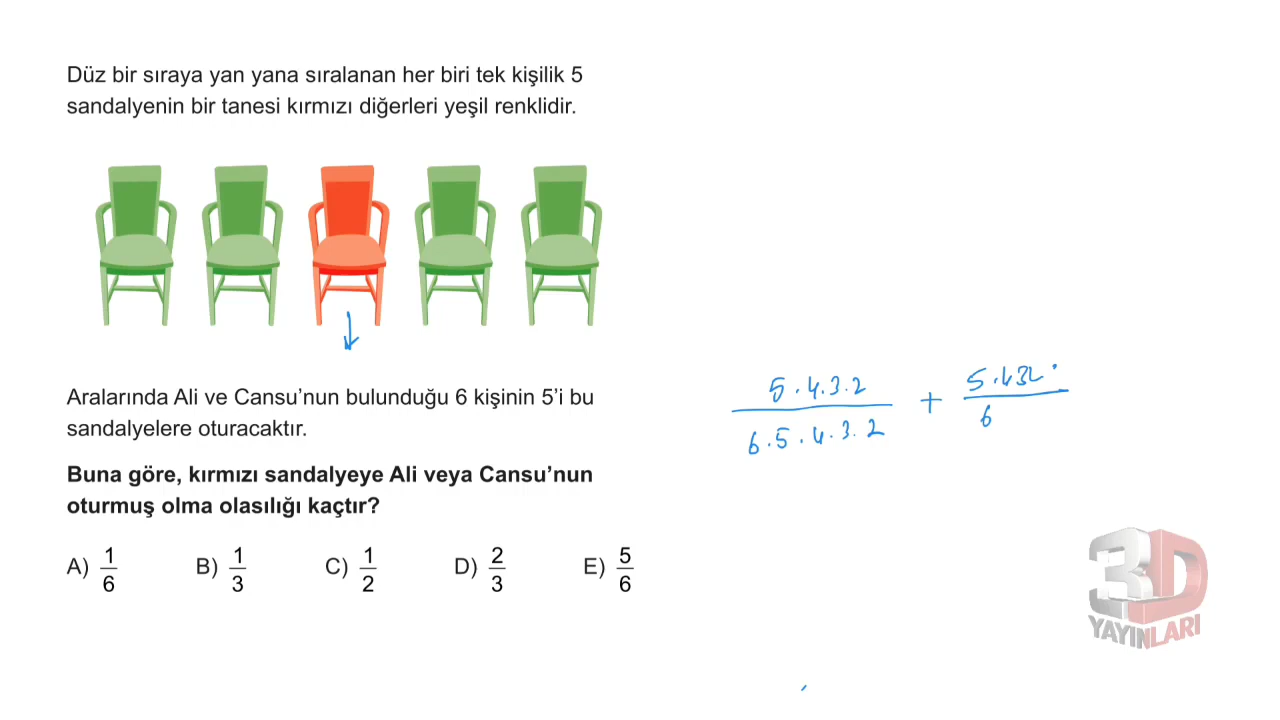 Düz bir sıraya yan yana sıralanan her biri tek kişilik 5
sandalyenin bir tanesi kırmızı diğerleri yeşil renklidir.
Aralarında Ali ve Cansu’nun bulunduğu 6 kişinin 5’i bu
sandalyelere oturacaktır.
Buna göre, kırmızı sandalyeye Ali veya Cansu’nun
oturmuş olma olasılığı kaçtır?
A) 1/6 B) 1/3 C) 1/2 D) 2/3 E) 5/6
5.4.3.2 / 6.5.4.3.2 + 5.432. / 6
3D
YAYINLARI